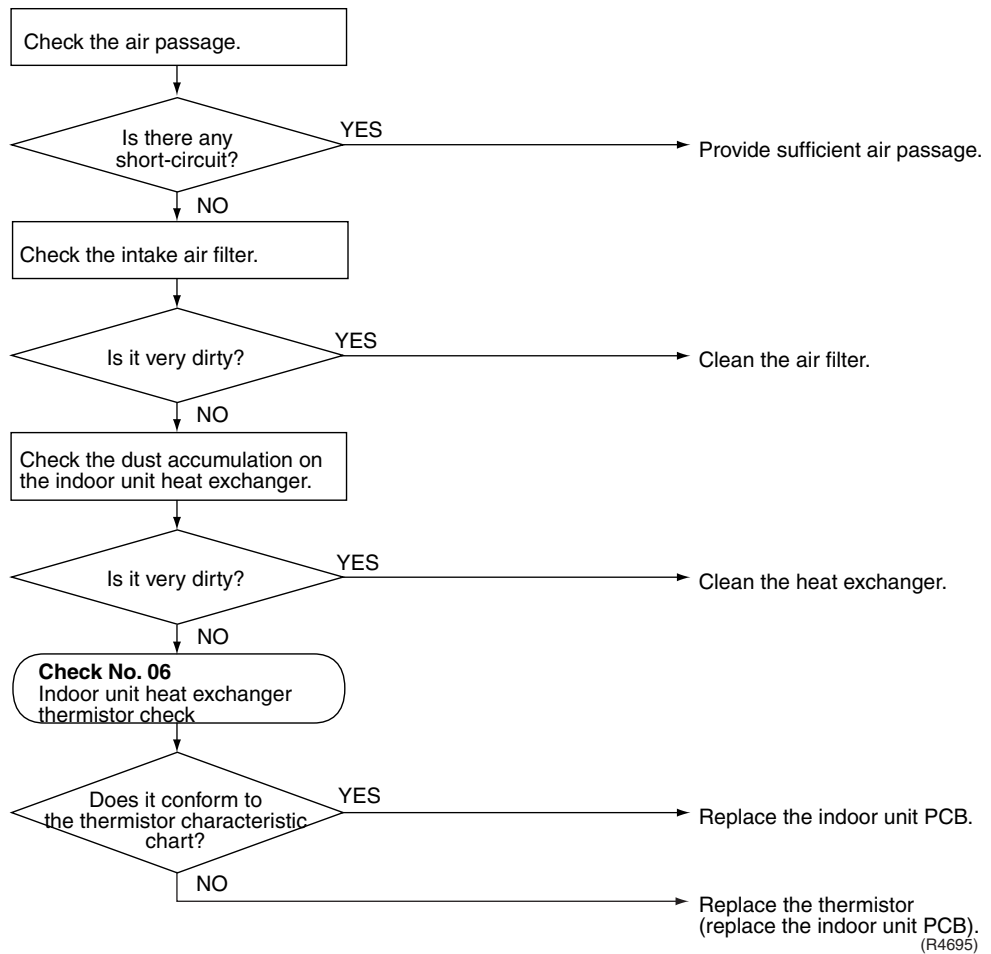 Check the air passage.
Is there any
short-circuit?
YES
Provide sufficient air passage.
NO
Check the intake air filter.
Is it very dirty?
YES
Clean the air filter.
NO
Check the dust accumulation on
the indoor unit heat exchanger.
Is it very dirty?
YES
Clean the heat exchanger.
NO
Check No. 06
Indoor unit heat exchanger
thermistor check
Does it conform to
the thermistor characteristic
chart?
YES
Replace the indoor unit PCB.
NO
Replace the thermistor
(replace the indoor unit PCB).
(R4695)